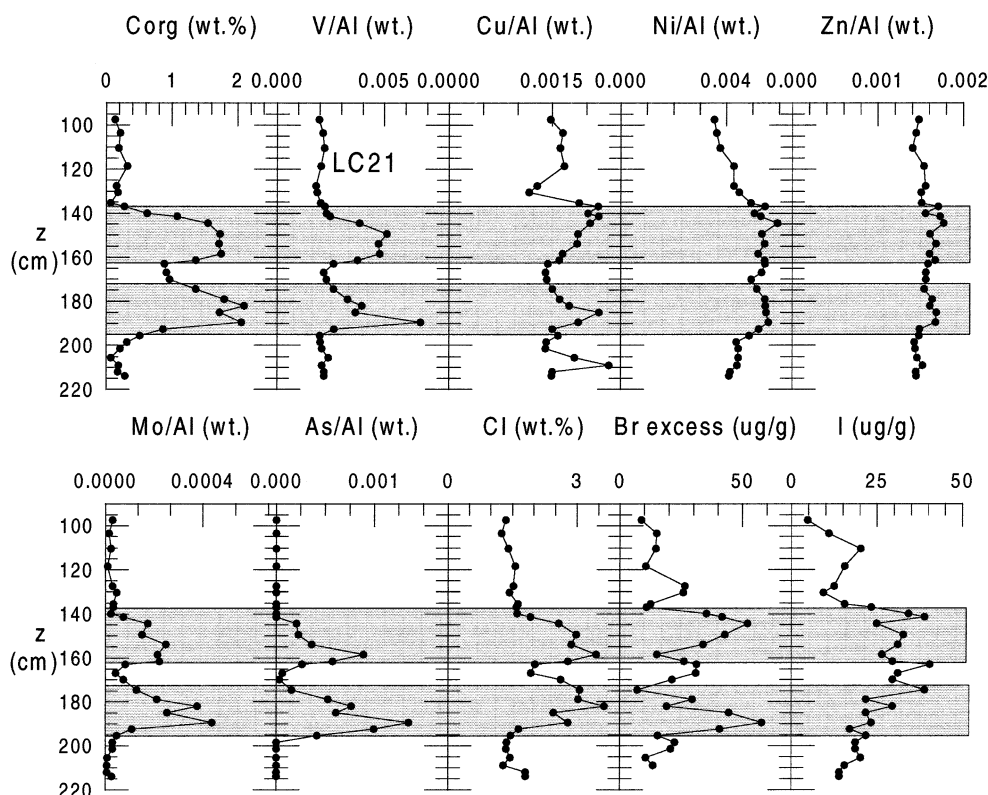 Corg (wt.%) V/Al (wt.) Cu/Al (wt.) Ni/Al (wt.) Zn/Al (wt.)
0 1 2 0.000 0.005 0.0000 0.0015 0.000 0.004 0.000 0.001 0.002
100
120
LC21
140
z
(cm)
160
180
200
220
Mo/Al (wt.) As/Al (wt.) Cl (wt.%) Br excess (ug/g) I (ug/g)
0.0000 0.0004 0.000 0.001 0 3 0 50 0 25 50
100
120
140
z
(cm)
160
180
200
220